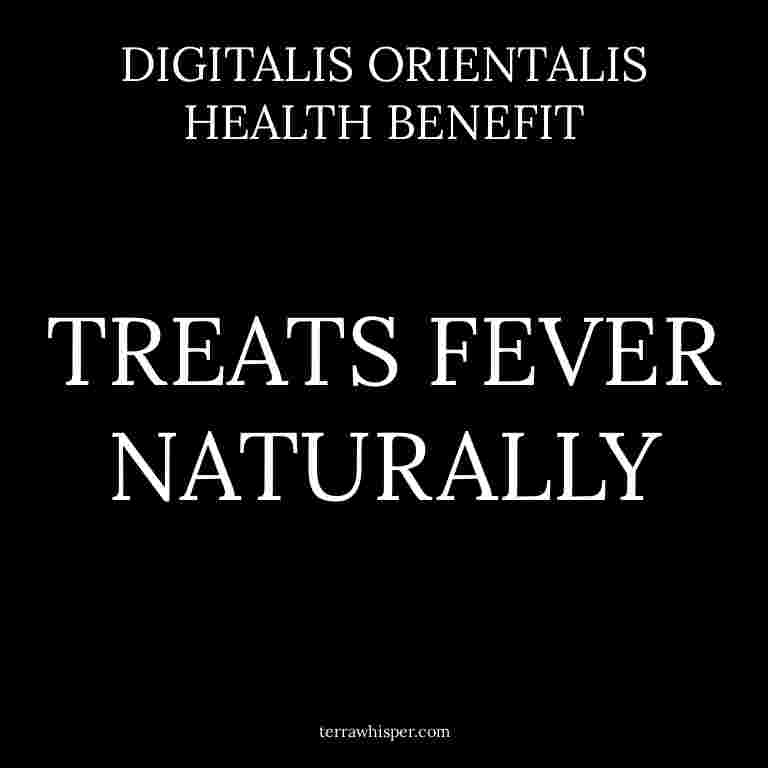 DIGITALIS ORIENTALIS
HEALTH BENEFIT
TREATS FEVER
NATURALLY
terrawhisper.com